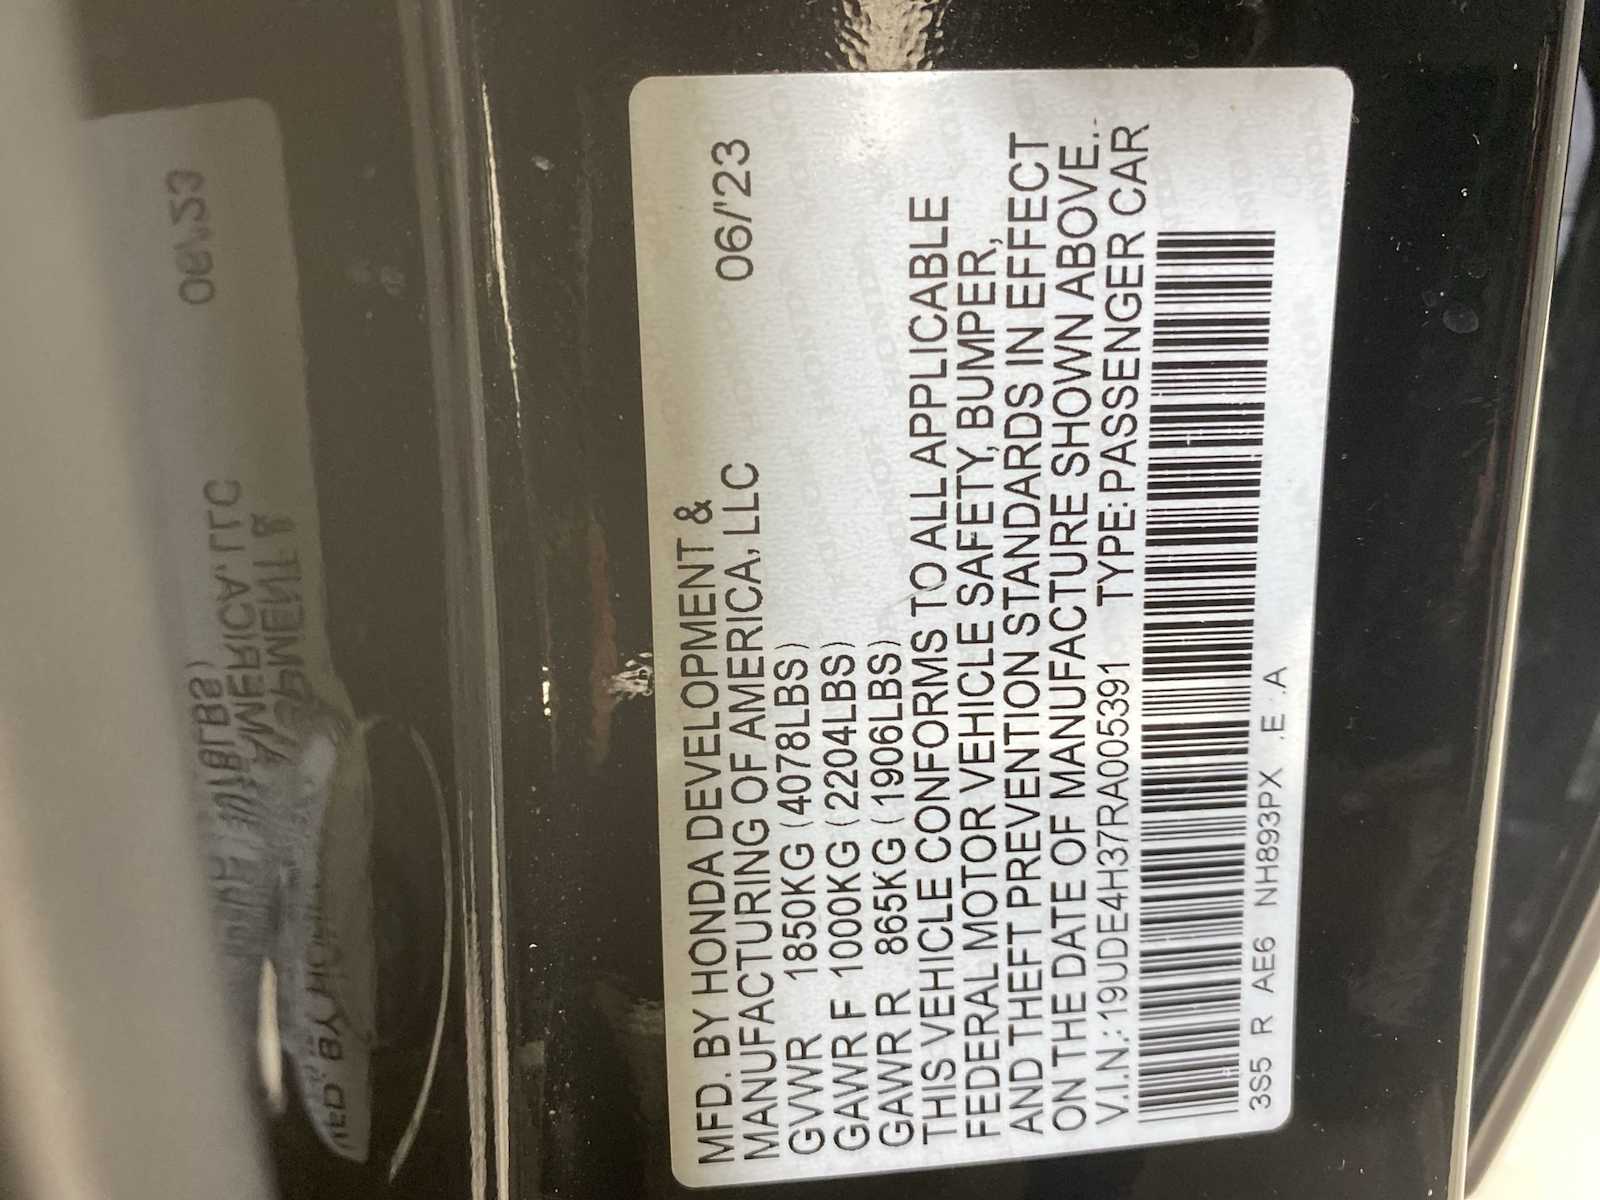 MFD. BY HONDA DEVELOPMENT &
MANUFACTURING OF AMERICA, LLC 06/'23
GVWR 1850KG (4078LBS)
GAWR F 1000KG (2204LBS)
GAWR R 865KG (1906LBS)
THIS VEHICLE CONFORMS TO ALL APPLICABLE
FEDERAL MOTOR VEHICLE SAFETY, BUMPER,
AND THEFT PREVENTION STANDARDS IN EFFECT
ON THE DATE OF MANUFACTURE SHOWN ABOVE.
V.I.N.:19UDE4H37RA005391 TYPE:PASSENGER CAR
3S5 R AE6 NH893PX .E .A